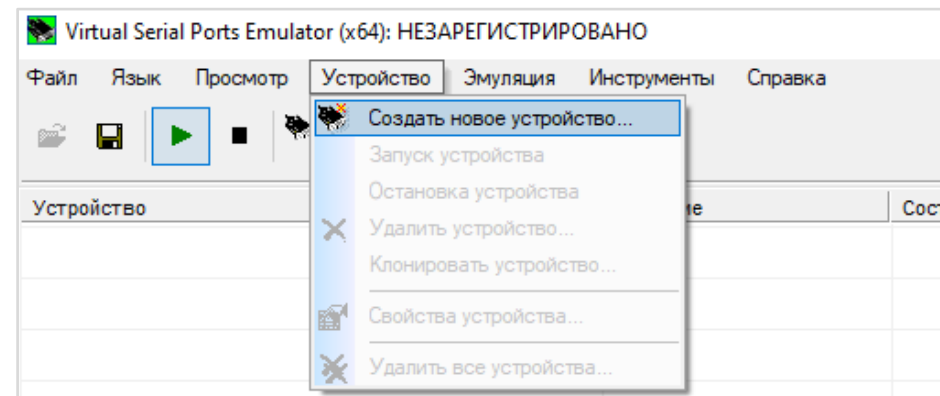 Virtual Serial Ports Emulator (x64): НЕЗАРЕГИСТРИРОВАНО
Файл Язык Просмотр Устройство Эмуляция Инструменты Справка
Создать новое устройство...
Запуск устройства
Остановка устройства
Устройство
Удалить устройство...
Клонировать устройство...
Свойства устройства...
Удалить все устройства...